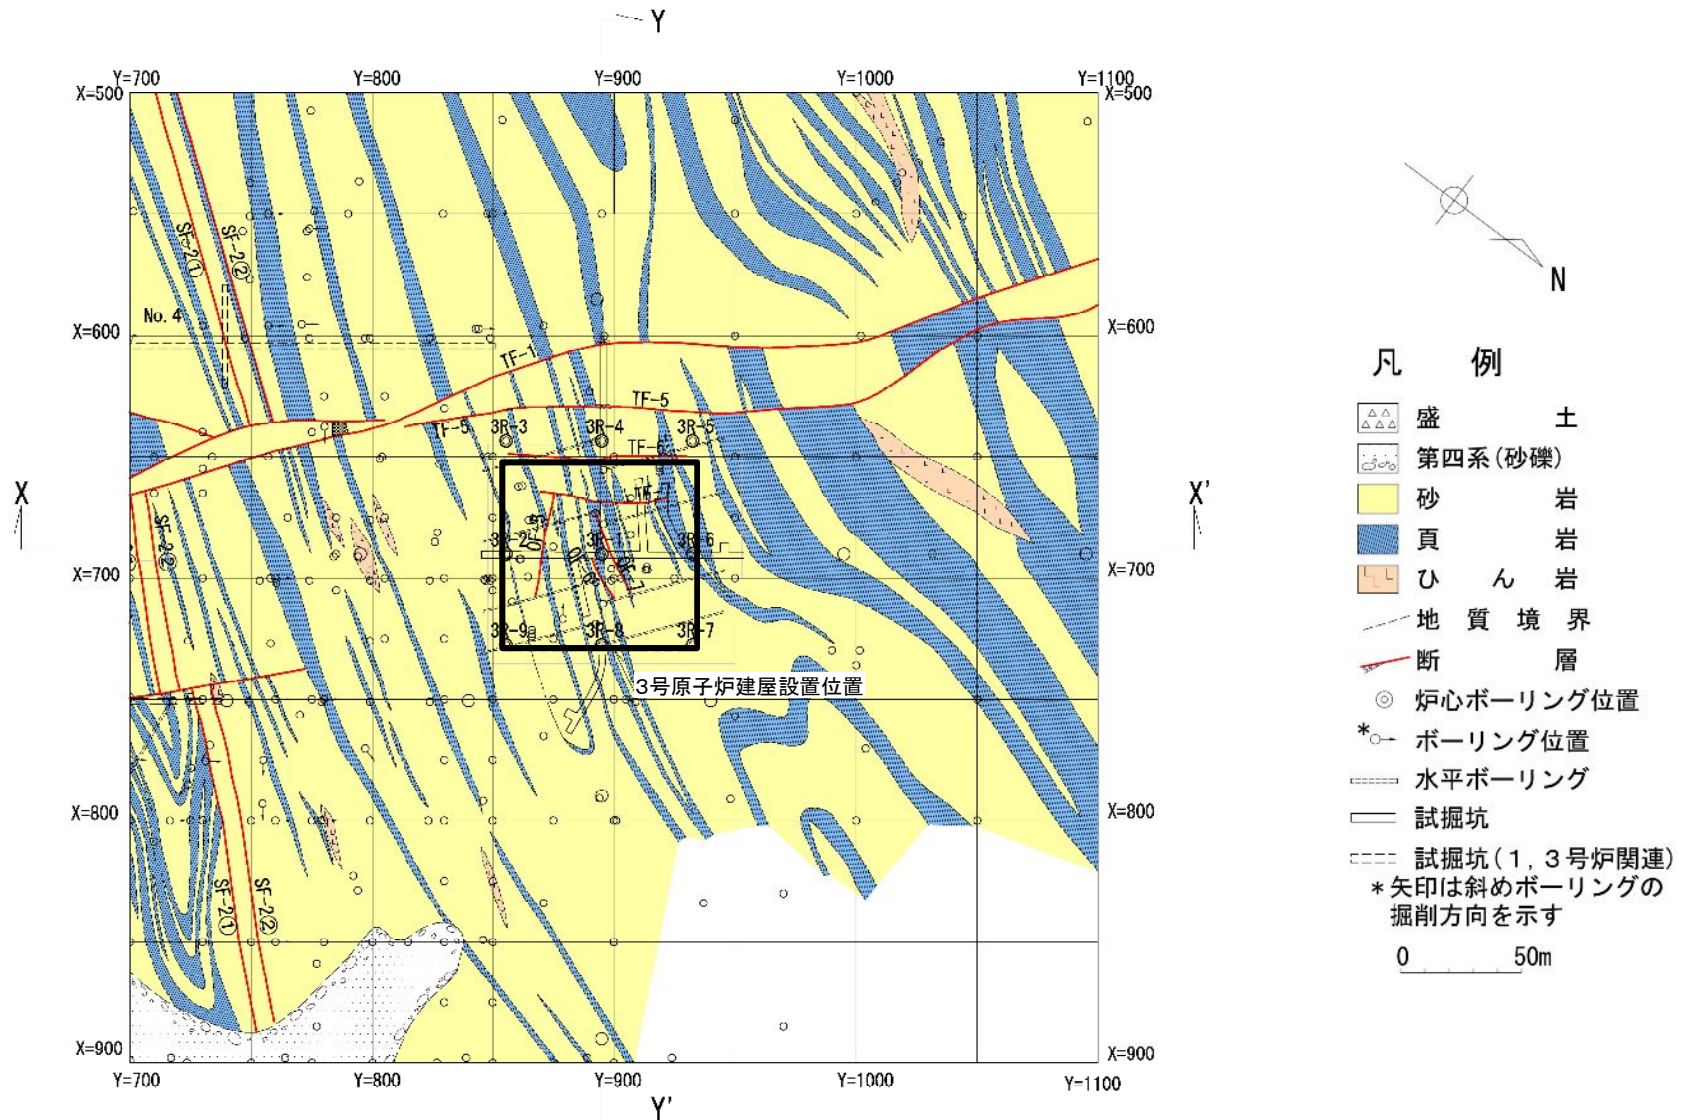 Y
Y=700 Y=800 Y=900 Y=1000 Y=1100
X=500 X=500
SF-2① SF-2②
No.4
X=600 X=600
TF-1
TF-5
TF-5
3R-3 3R-4 3R-5
TF-6
X X'
TF-7
SF-2②
3R-2 3R-1 3R-6
X=700 X=700
3R-9 3R-8 3R-7
3号原子炉建屋設置位置
X=800 X=800
SF-2① SF-2②
X=900 X=900
Y=700 Y=800 Y=900 Y=1000 Y=1100
Y'
N
凡 例
盛土
第四系(砂礫)
砂岩
頁岩
ひん岩
地質境界
断層
炉心ボーリング位置
* ボーリング位置
水平ボーリング
試掘坑
試掘坑(1,3号炉関連)
*矢印は斜めボーリングの
掘削方向を示す
0 50m